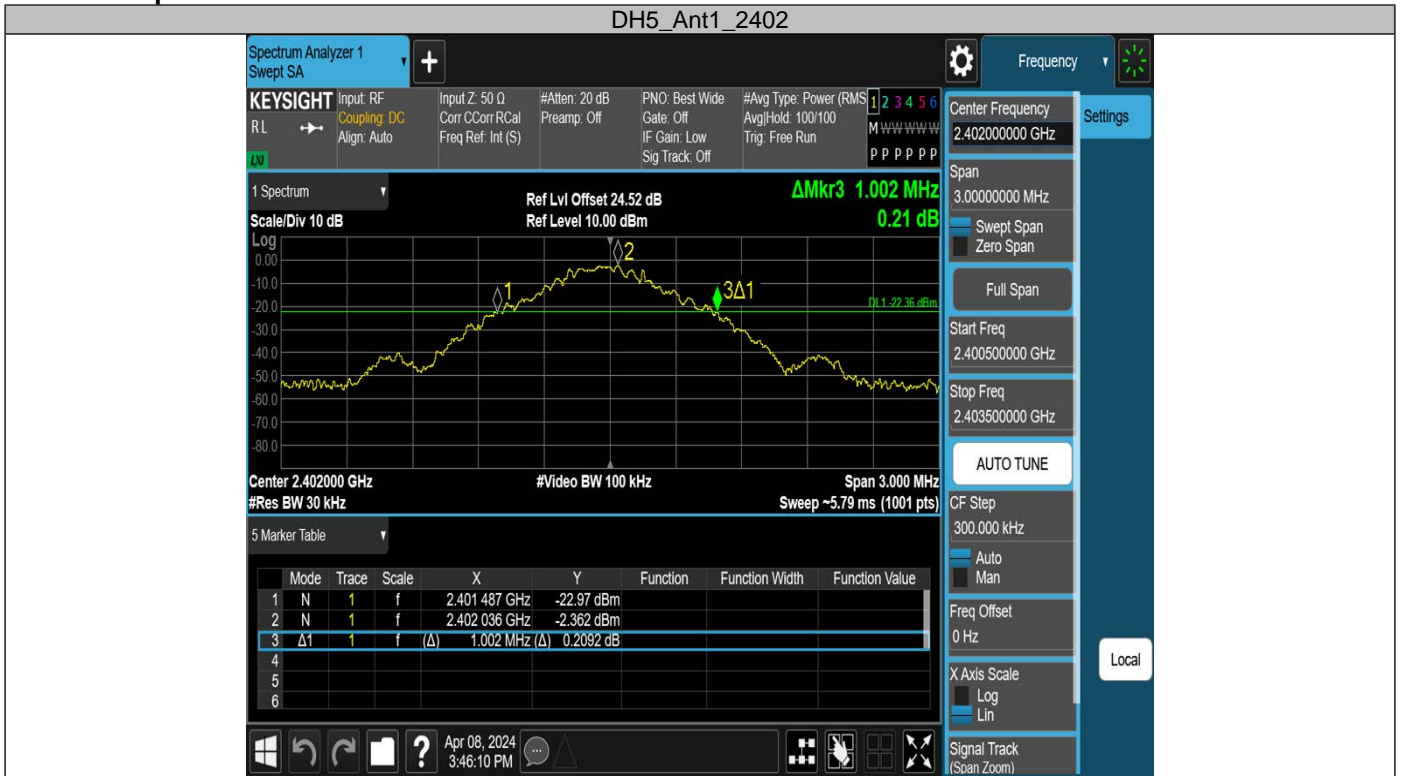 DH5_Ant1_2402
Spectrum Analyzer 1
Swept SA
+
Frequency
KEYSIGHT
RL
LXI
Input: RF
Coupling: DC
Align: Auto
Input Z: 50 Ω
Corr CCorr RCal
Freq Ref: Int (S)
#Atten: 20 dB
Preamp: Off
PNO: Best Wide
Gate: Off
IF Gain: Low
Sig Track: Off
#Avg Type: Power (RMS
Avg|Hold: 100/100
Trig: Free Run
1 2 3 4 5 6
M W W W W W
P P P P P P
1 Spectrum
Scale/Div 10 dB
Ref Lvl Offset 24.52 dB
Ref Level 10.00 dBm
ΔMkr3 1.002 MHz
0.21 dB
Log
0.00
-10.0
-20.0
-30.0
-40.0
-50.0
-60.0
-70.0
-80.0
1
2
3Δ1
DL1 -22.36 dBm
Center 2.402000 GHz
#Video BW 100 kHz
Span 3.000 MHz
#Res BW 30 kHz
Sweep ~5.79 ms (1001 pts)
5 Marker Table
Mode Trace Scale X Y Function Function Width Function Value
1 N 1 f 2.401 487 GHz -22.97 dBm
2 N 1 f 2.402 036 GHz -2.362 dBm
3 Δ1 1 f (Δ) 1.002 MHz (Δ) 0.2092 dB
4
5
6
?
Apr 08, 2024
3:46:10 PM
Center Frequency
2.402000000 GHz
Settings
Span
3.00000000 MHz
Swept Span
Zero Span
Full Span
Start Freq
2.400500000 GHz
Stop Freq
2.403500000 GHz
AUTO TUNE
CF Step
300.000 kHz
Auto
Man
Freq Offset
0 Hz
Local
X Axis Scale
Log
Lin
Signal Track
(Span Zoom)